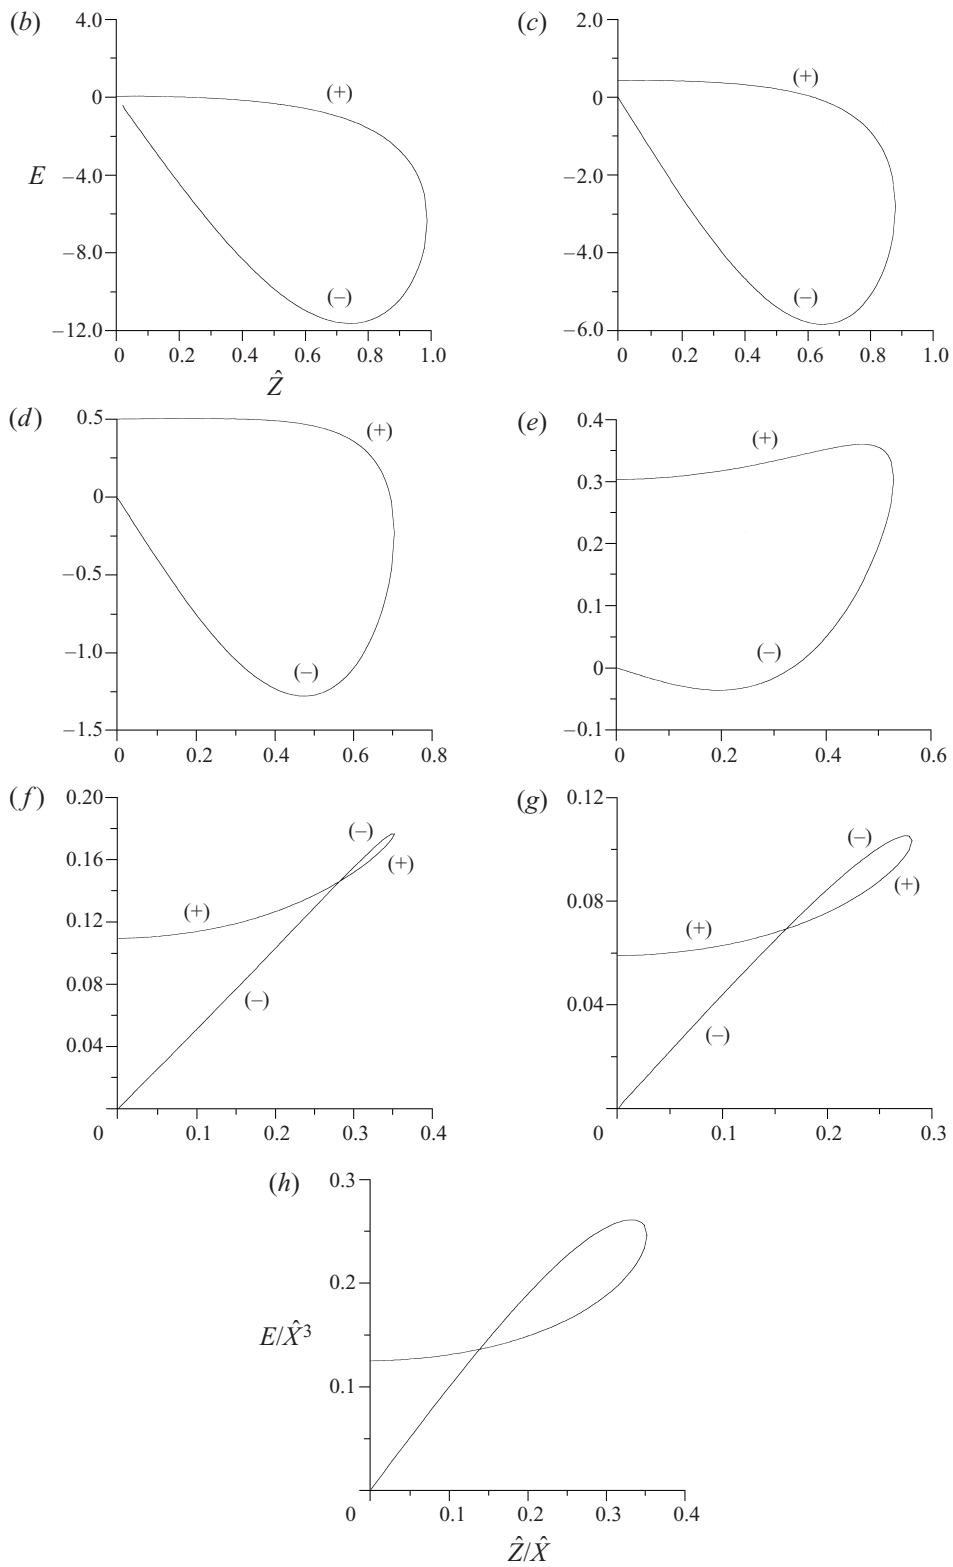 (b)
4.0
0
−4.0
−8.0
−12.0
E
(+)
(−)
0 0.2 0.4 0.6 0.8 1.0
Ẑ
(c)
2.0
0
−2.0
−4.0
−6.0
(+)
(−)
0 0.2 0.4 0.6 0.8 1.0
(d)
0.5
0
−0.5
−1.0
−1.5
(+)
(−)
0 0.2 0.4 0.6 0.8
(e)
0.4
0.3
0.2
0.1
0
−0.1
(+)
(−)
0 0.2 0.4 0.6
(f)
0.20
0.16
0.12
0.08
0.04
(−)
(+)
(+)
(−)
0 0.1 0.2 0.3 0.4
(g)
0.12
0.08
0.04
(−)
(+)
(+)
(−)
0 0.1 0.2 0.3
(h)
0.3
0.2
E/X̂³
0.1
0 0.1 0.2 0.3 0.4
Ẑ/X̂